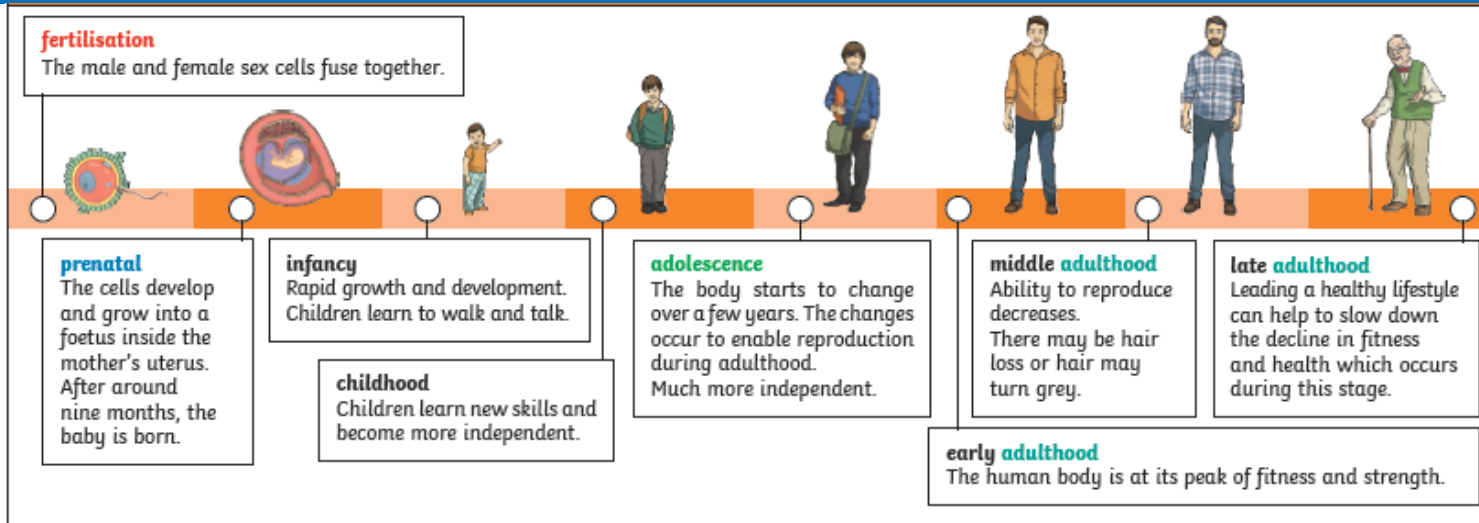 fertilisation
The male and female sex cells fuse together.
prenatal
The cells develop
and grow into a
foetus inside the
mother's uterus.
After around
nine months, the
baby is born.
infancy
Rapid growth and development.
Children learn to walk and talk.
childhood
Children learn new skills and
become more independent.
adolescence
The body starts to change
over a few years. The changes
occur to enable reproduction
during adulthood.
Much more independent.
early adulthood
The human body is at its peak of fitness and strength.
middle adulthood
Ability to reproduce
decreases.
There may be hair
loss or hair may
turn grey.
late adulthood
Leading a healthy lifestyle
can help to slow down
the decline in fitness
and health which occurs
during this stage.